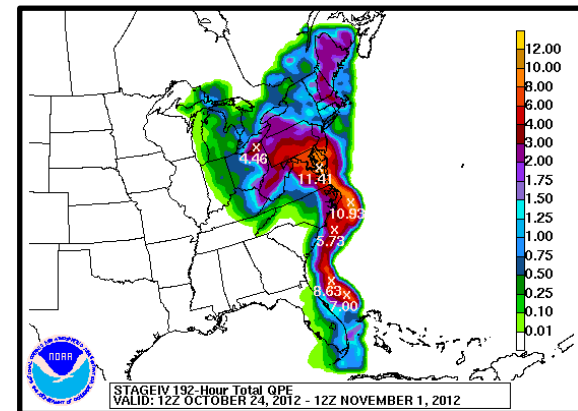 12.00
10.00
8.00
6.00
4.00
3.00
2.00
1.75
1.50
1.25
1.00
0.75
0.50
0.25
0.10
0.01
X
4.46
X
11.41
X
10.93
X
5.73
X
8.63
X
7.00
NOAA
STAGEIV 192-Hour Total QPE
VALID: 12Z OCTOBER 24, 2012 - 12Z NOVEMBER 1, 2012